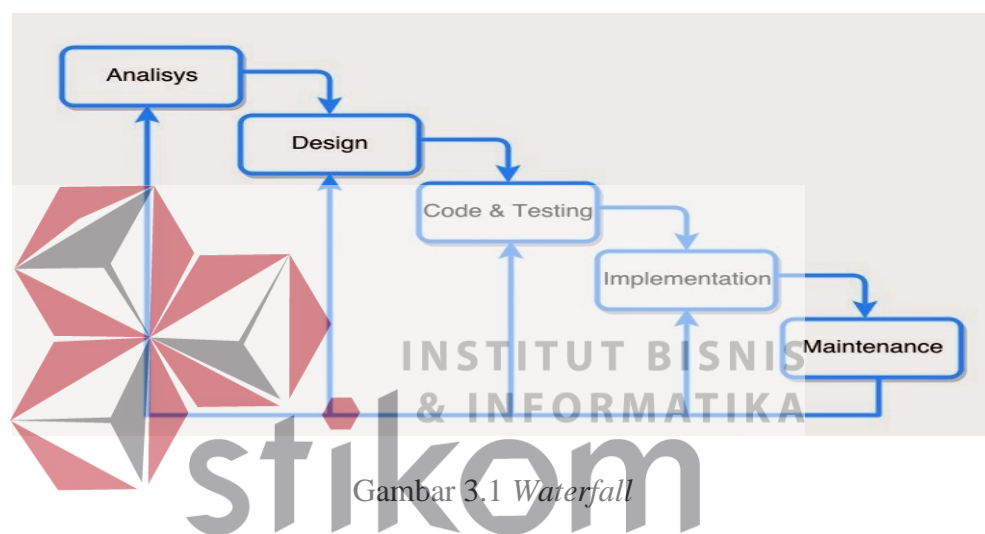 Analisys
Design
Code & Testing
Implementation
Maintenance
INSTITUT BISNIS
& INFORMATIKA
stikom
Gambar 3.1 Waterfall